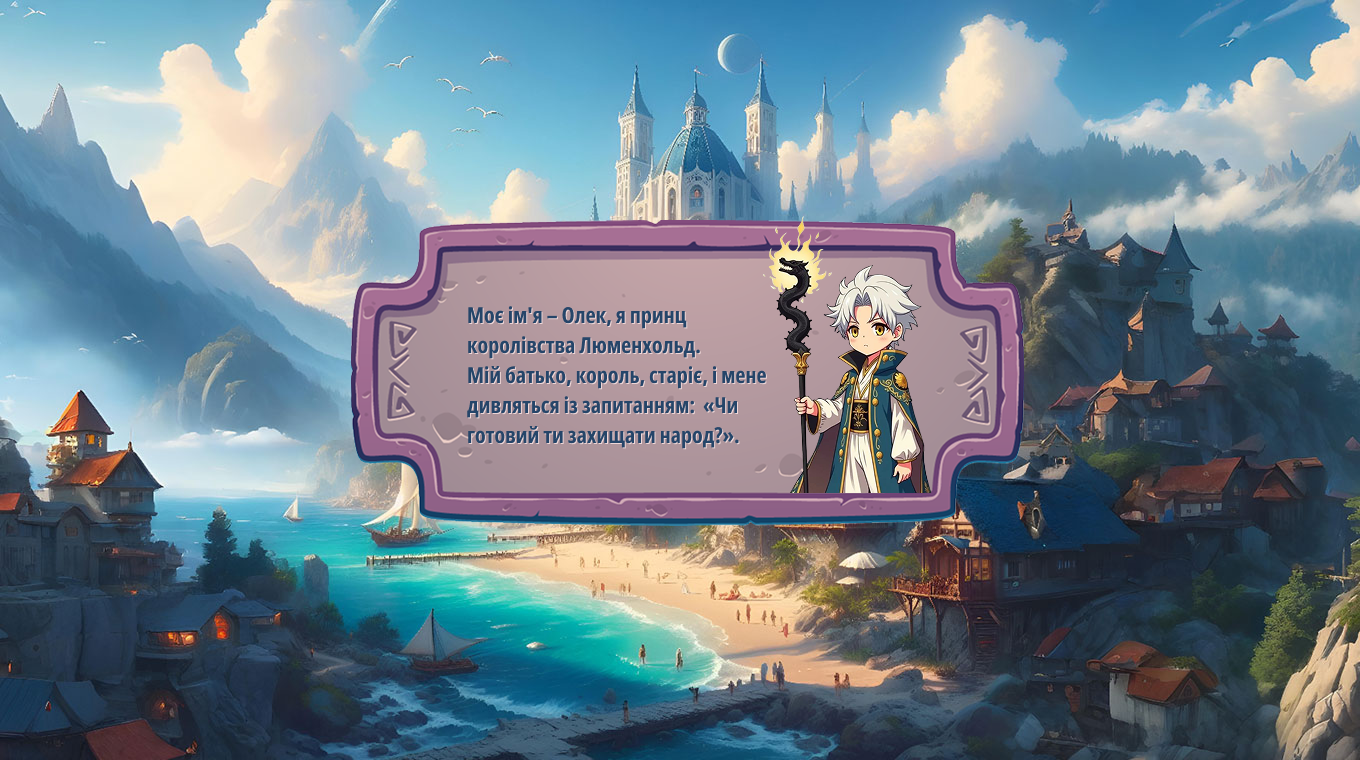 Моє ім'я – Олек, я принц
королівства Люменхольд.
Мій батько, король, старіє, і мене
дивляться із запитанням: «Чи
готовий ти захищати народ?».